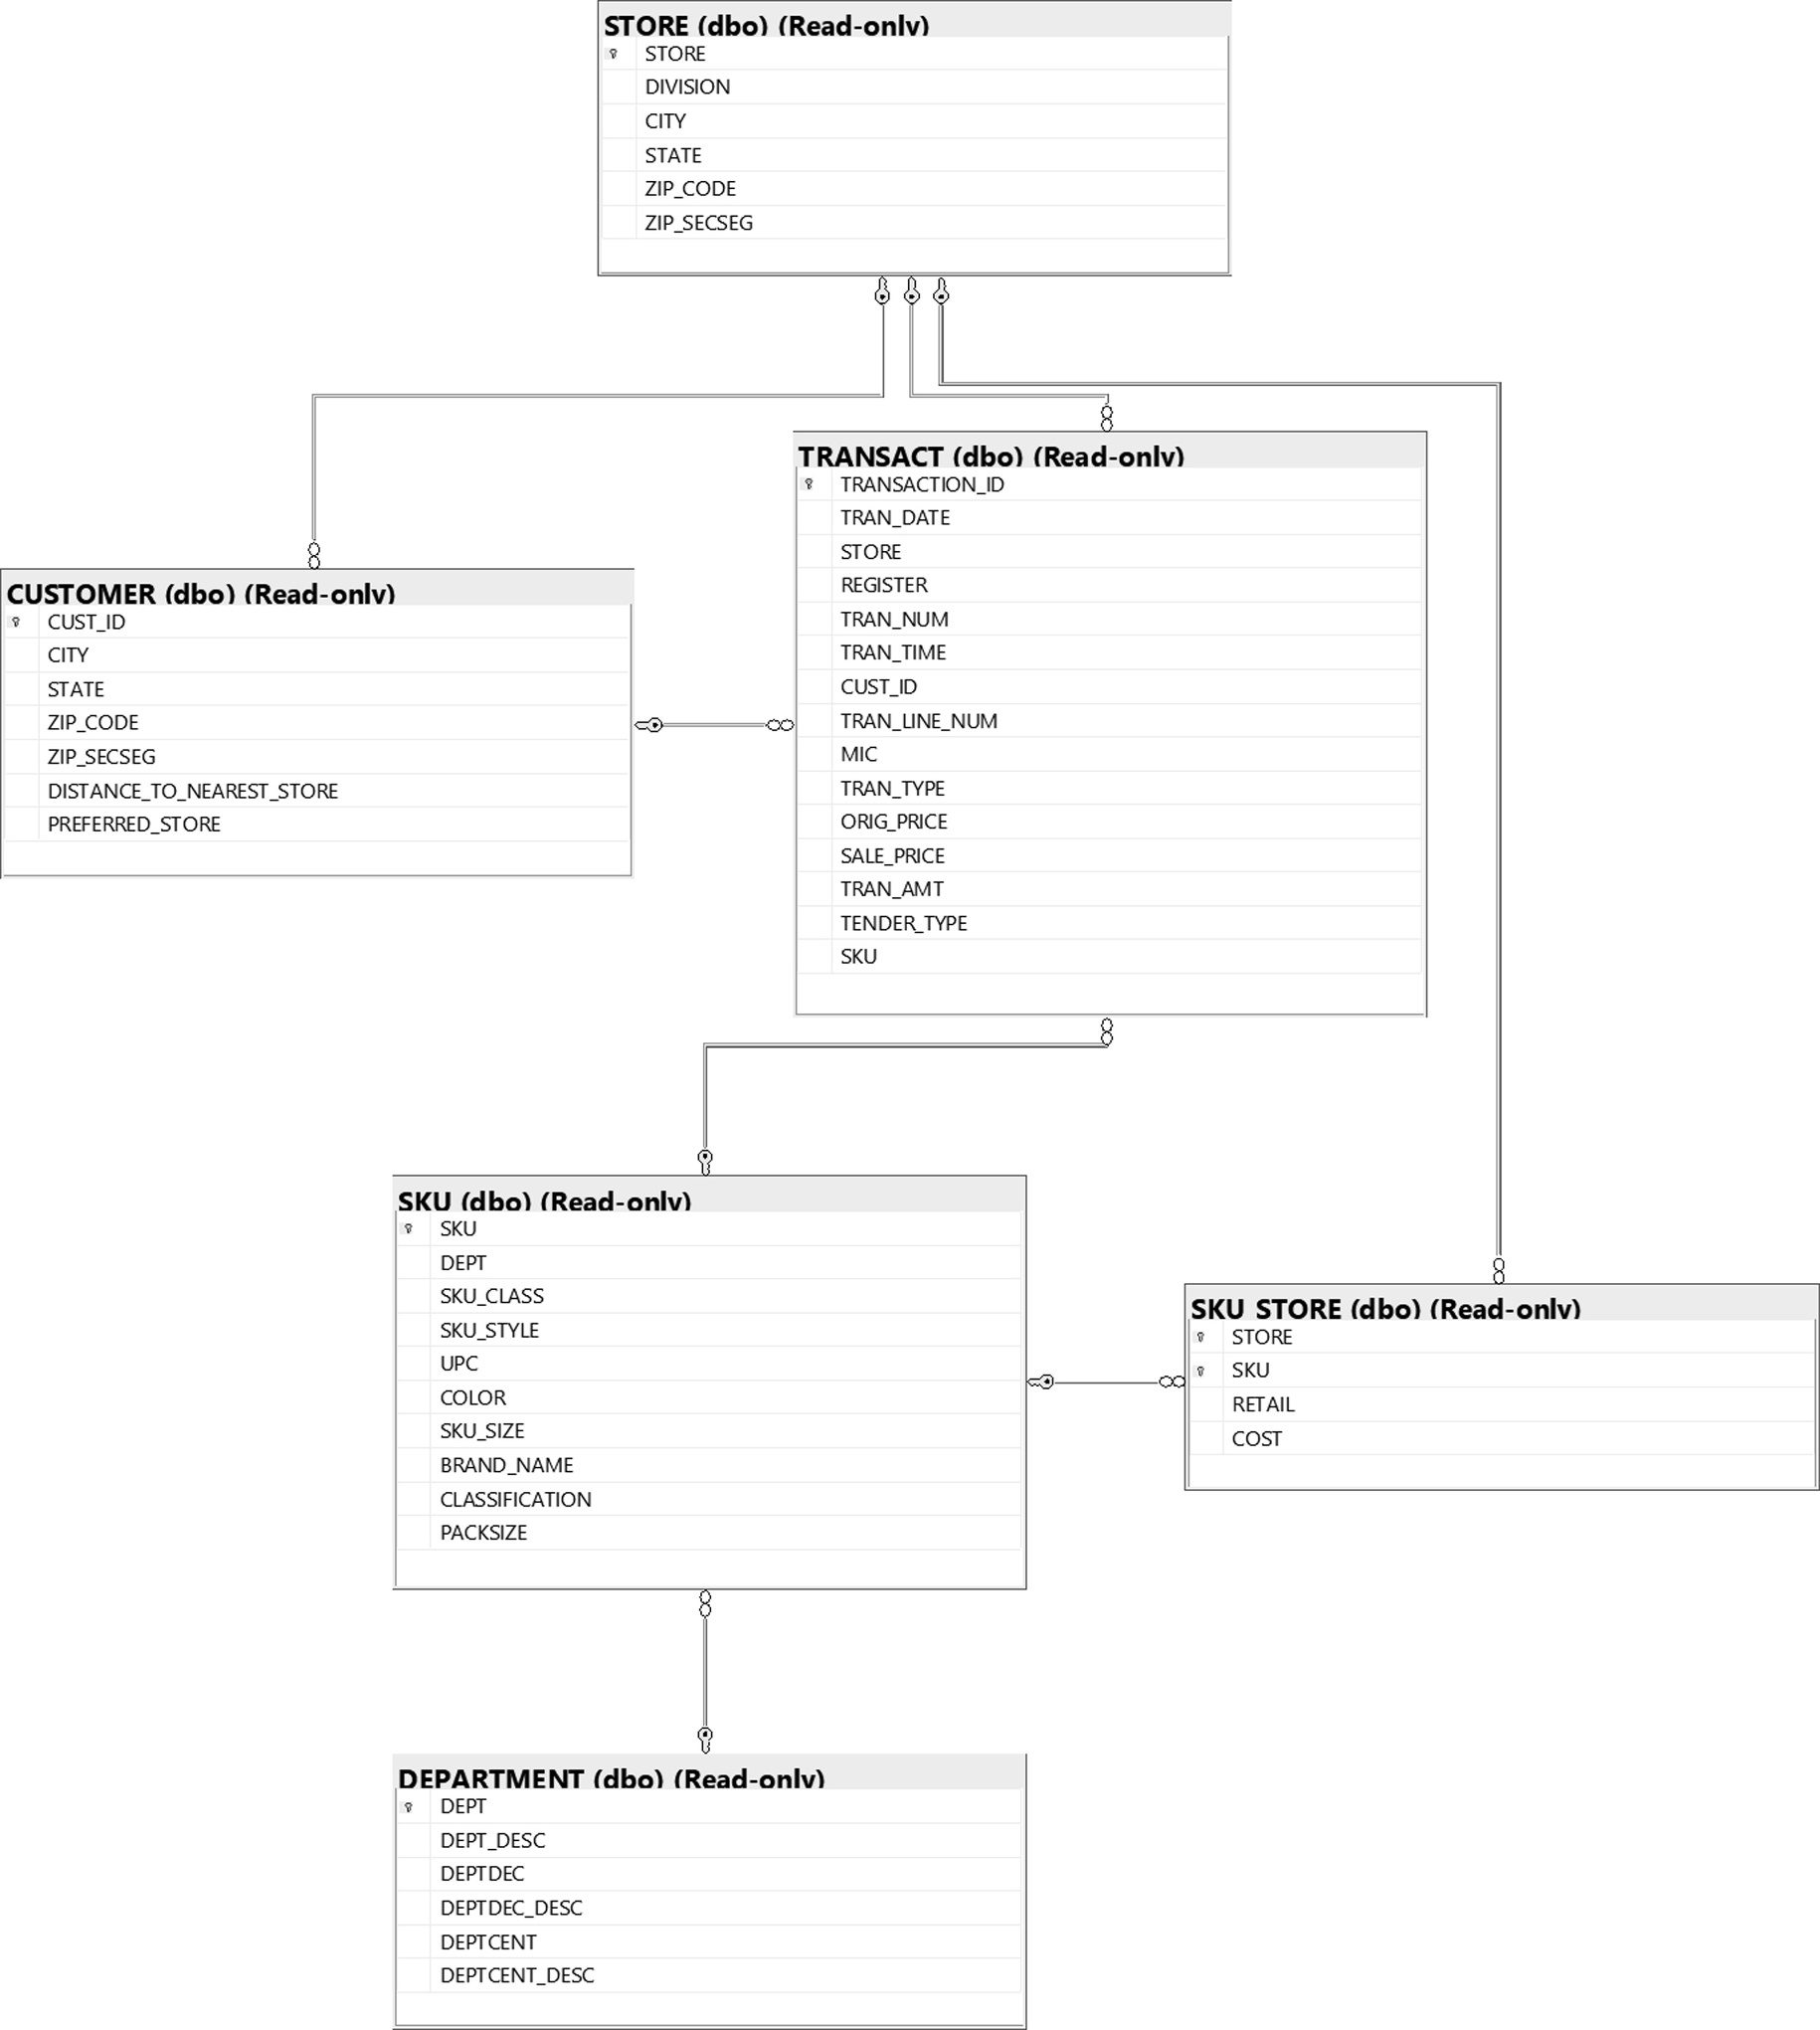 STORE (dbo) (Read-only)
STORE
DIVISION
CITY
STATE
ZIP_CODE
ZIP_SECSEG
TRANSACT (dbo) (Read-only)
TRANSACTION_ID
TRAN_DATE
STORE
REGISTER
TRAN_NUM
TRAN_TIME
CUST_ID
TRAN_LINE_NUM
MIC
TRAN_TYPE
ORIG_PRICE
SALE_PRICE
TRAN_AMT
TENDER_TYPE
SKU
CUSTOMER (dbo) (Read-only)
CUST_ID
CITY
STATE
ZIP_CODE
ZIP_SECSEG
DISTANCE_TO_NEAREST_STORE
PREFERRED_STORE
SKU (dbo) (Read-only)
SKU
DEPT
SKU_CLASS
SKU_STYLE
UPC
COLOR
SKU_SIZE
BRAND_NAME
CLASSIFICATION
PACKSIZE
SKU_STORE (dbo) (Read-only)
STORE
SKU
RETAIL
COST
DEPARTMENT (dbo) (Read-only)
DEPT
DEPT_DESC
DEPTDEC
DEPTDEC_DESC
DEPTCENT
DEPTCENT_DESC